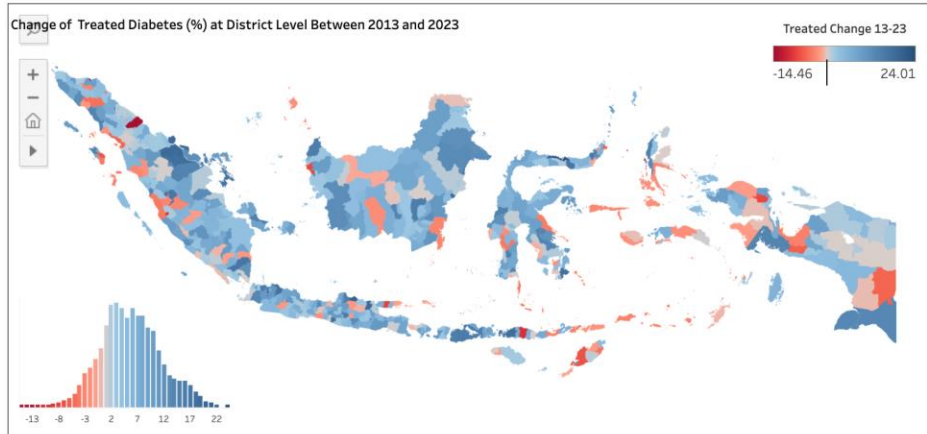 Change of Treated Diabetes (%) at District Level Between 2013 and 2023
Treated Change 13-23
-14.46 24.01
+
−
-13 -8 -3 2 7 12 17 22